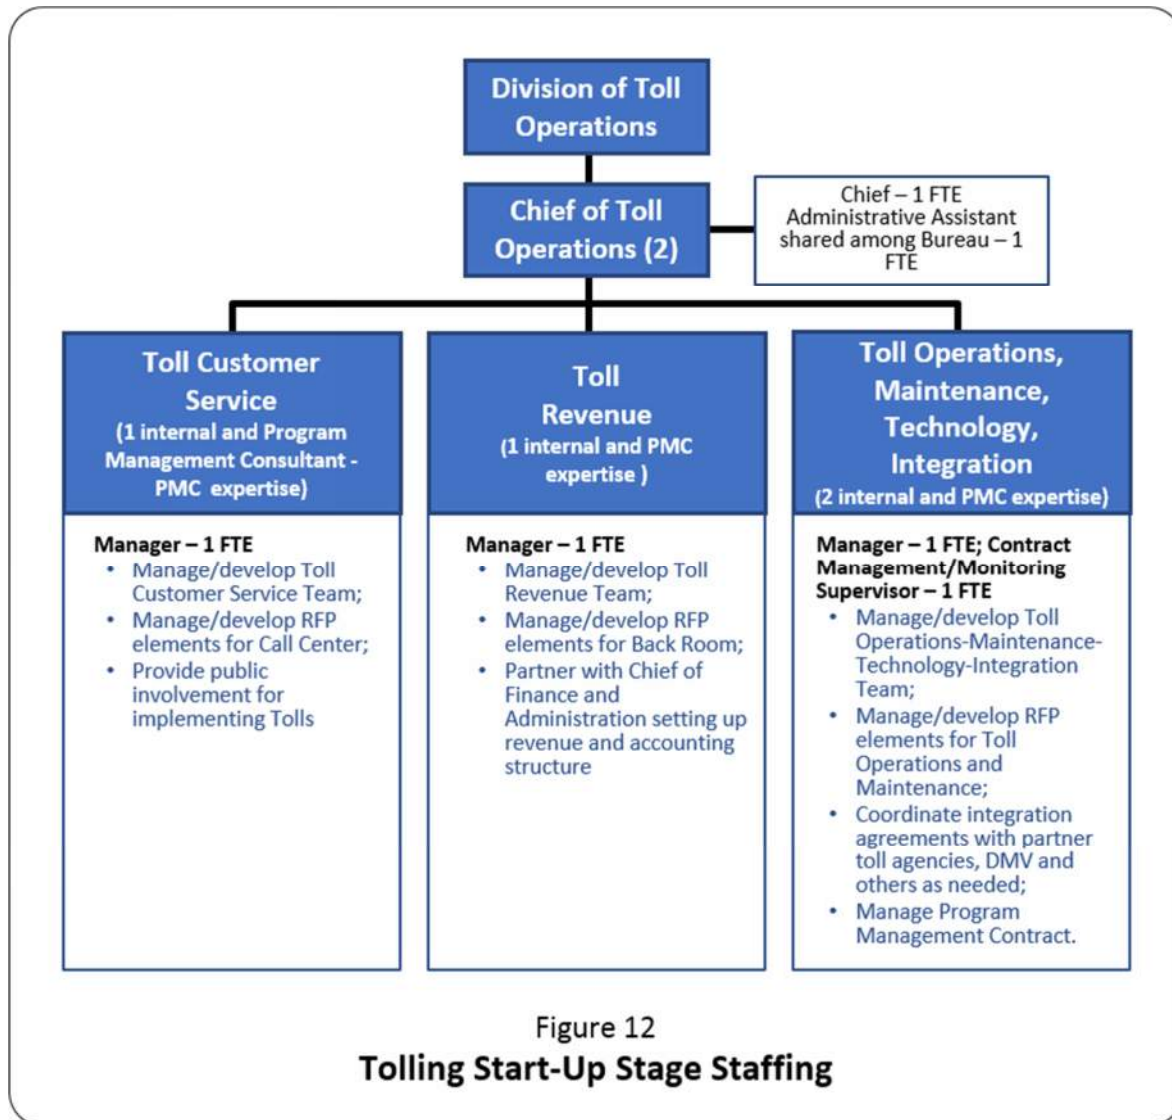 Division of Toll
Operations
Chief of Toll
Operations (2)
Chief – 1 FTE
Administrative Assistant
shared among Bureau – 1
FTE
Toll Customer
Service
(1 internal and Program
Management Consultant -
PMC expertise)
Manager – 1 FTE
• Manage/develop Toll
Customer Service Team;
• Manage/develop RFP
elements for Call Center;
• Provide public
involvement for
implementing Tolls
Toll
Revenue
(1 internal and PMC
expertise )
Manager – 1 FTE
• Manage/develop Toll
Revenue Team;
• Manage/develop RFP
elements for Back Room;
• Partner with Chief of
Finance and
Administration setting up
revenue and accounting
structure
Toll Operations,
Maintenance,
Technology,
Integration
(2 internal and PMC expertise)
Manager – 1 FTE; Contract
Management/Monitoring
Supervisor – 1 FTE
• Manage/develop Toll
Operations-Maintenance-
Technology-Integration
Team;
• Manage/develop RFP
elements for Toll
Operations and
Maintenance;
• Coordinate integration
agreements with partner
toll agencies, DMV and
others as needed;
• Manage Program
Management Contract.
Figure 12
Tolling Start-Up Stage Staffing